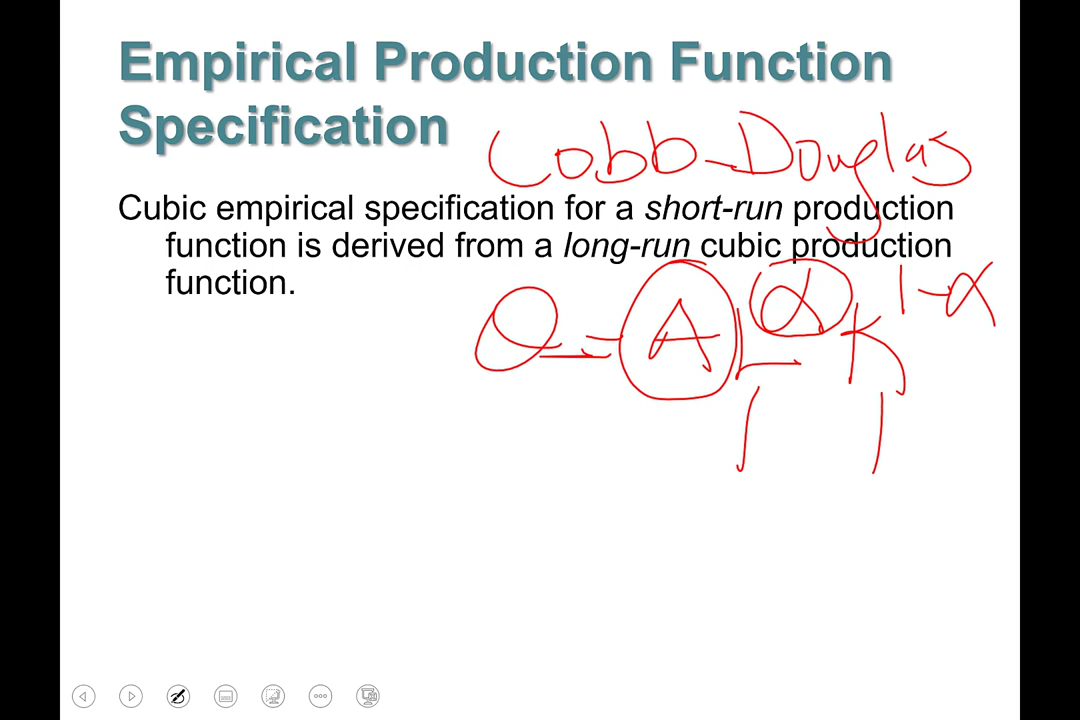 Empirical Production Function
Specification
Cobb-Douglas
Cubic empirical specification for a short-run production
function is derived from a long-run cubic production
function.
Q = A L^α K^1-α